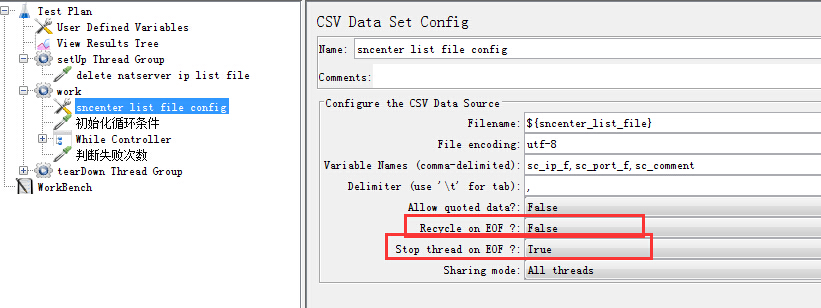 Test Plan
User Defined Variables
View Results Tree
setUp Thread Group
delete natserver ip list file
work
sncenter list file config
初始化循环条件
While Controller
判断失败次数
tearDown Thread Group
WorkBench
CSV Data Set Config
Name: sncenter list file config
Comments:
Configure the CSV Data Source
Filename: ${sncenter_list_file}
File encoding: utf-8
Variable Names (comma-delimited): sc_ip_f,sc_port_f,sc_comment
Delimiter (use '\t' for tab): ,
Allow quoted data?: False
Recycle on EOF ?: False
Stop thread on EOF ?: True
Sharing mode: All threads